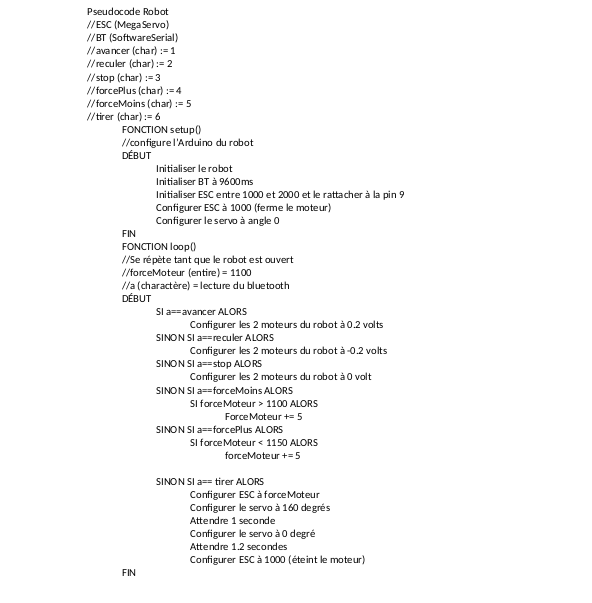 Pseudocode Robot
//ESC (MegaServo)
//BT (SoftwareSerial)
//avancer (char) := 1
//reculer (char) := 2
//stop (char) := 3
//forcePlus (char) := 4
//forceMoins (char) := 5
//tirer (char) := 6
FONCTION setup()
//configure l'Arduino du robot
DÉBUT
Initialiser le robot
Initialiser BT à 9600ms
Initialiser ESC entre 1000 et 2000 et le rattacher à la pin 9
Configurer ESC à 1000 (ferme le moteur)
Configurer le servo à angle 0
FIN
FONCTION loop()
//Se répète tant que le robot est ouvert
//forceMoteur (entire) = 1100
//a (charactère) = lecture du bluetooth
DÉBUT
SI a==avancer ALORS
Configurer les 2 moteurs du robot à 0.2 volts
SINON SI a==reculer ALORS
Configurer les 2 moteurs du robot à -0.2 volts
SINON SI a==stop ALORS
Configurer les 2 moteurs du robot à 0 volt
SINON SI a==forceMoins ALORS
SI forceMoteur > 1100 ALORS
ForceMoteur += 5
SINON SI a==forcePlus ALORS
SI forceMoteur < 1150 ALORS
forceMoteur += 5
SINON SI a== tirer ALORS
Configurer ESC à forceMoteur
Configurer le servo à 160 degrés
Attendre 1 seconde
Configurer le servo à 0 degré
Attendre 1.2 secondes
Configurer ESC à 1000 (éteint le moteur)
FIN